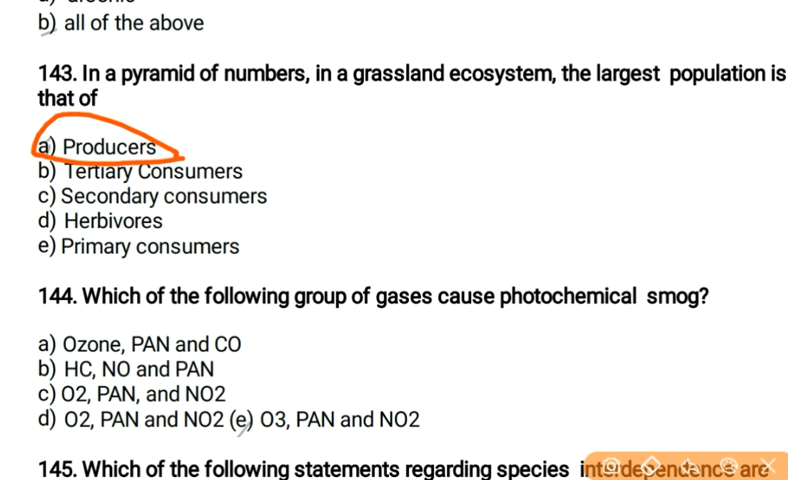 b) all of the above
143. In a pyramid of numbers, in a grassland ecosystem, the largest population is
that of
a) Producers
b) Tertiary Consumers
c) Secondary consumers
d) Herbivores
e) Primary consumers
144. Which of the following group of gases cause photochemical smog?
a) Ozone, PAN and CO
b) HC, NO and PAN
c) O2, PAN, and NO2
d) O2, PAN and NO2 (e) O3, PAN and NO2
145. Which of the following statements regarding species interdependence are